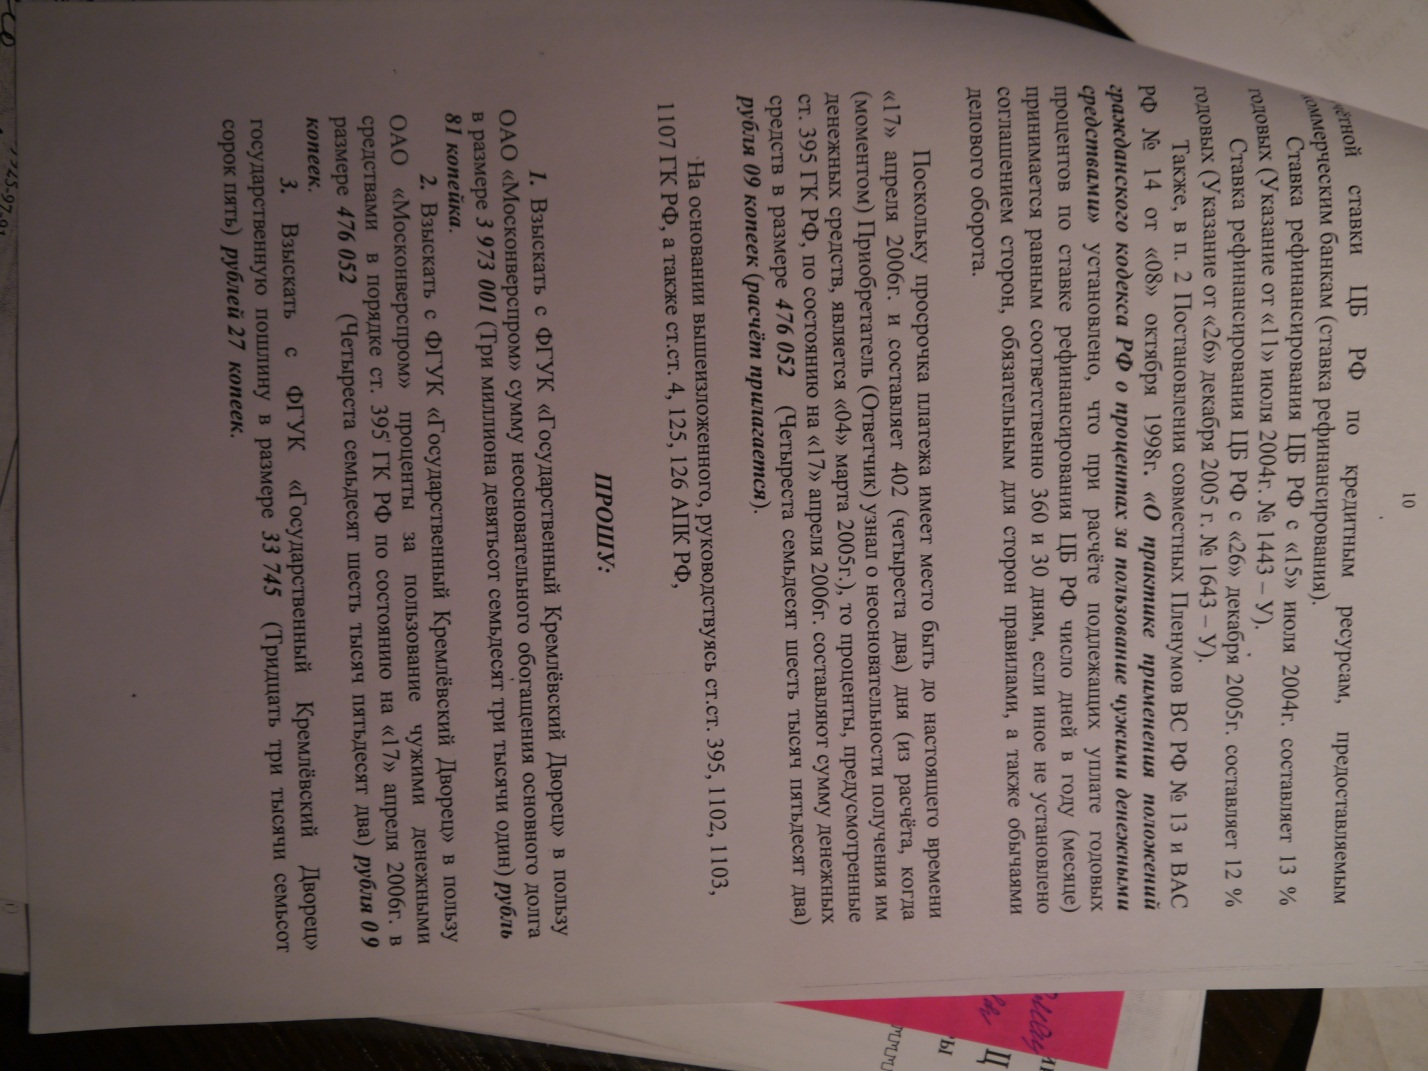 10
ётной ставки ЦБ РФ по кредитным ресурсам, предоставляемым
коммерческим банкам (ставка рефинансирования).
Ставка рефинансирования ЦБ РФ с «15» июля 2004г. составляет 13 %
годовых (Указание от «11» июля 2004г. № 1443 – У).
Ставка рефинансирования ЦБ РФ с «26» декабря 2005г. составляет 12 %
годовых (Указание от «26» декабря 2005 г. № 1643 – У).
Также, в п. 2 Постановления совместных Пленумов ВС РФ № 13 и ВАС
РФ № 14 от «08» октября 1998г. «О практике применения положений
гражданского кодекса РФ о процентах за пользование чужими денежными
средствами» установлено, что при расчёте подлежащих уплате годовых
процентов по ставке рефинансирования ЦБ РФ число дней в году (месяце)
принимается равным соответственно 360 и 30 дням, если иное не установлено
соглашением сторон, обязательным для сторон правилами, а также обычаями
делового оборота.
Поскольку просрочка платежа имеет место быть до настоящего времени
«17» апреля 2006г. и составляет 402 (четыреста два) дня (из расчёта, когда
(моментом) Приобретатель (Ответчик) узнал о неосновательности получения им
денежных средств, является «04» марта 2005г.), то проценты, предусмотренные
ст. 395 ГК РФ, по состоянию на «17» апреля 2006г. составляют сумму денежных
средств в размере 476 052 (Четыреста семьдесят шесть тысяч пятьдесят два)
рубля 09 копеек (расчёт прилагается).
На основании вышеизложенного, руководствуясь ст.ст. 395, 1102, 1103,
1107 ГК РФ, а также ст.ст. 4, 125, 126 АПК РФ,
ПРОШУ:
1. Взыскать с ФГУК «Государственный Кремлёвский Дворец» в пользу
ОАО «Москонверспром» сумму неосновательного обогащения основного долга
в размере 3 973 001 (Три миллиона девятьсот семьдесят три тысячи один) рубль
81 копейка.
2. Взыскать с ФГУК «Государственный Кремлёвский Дворец» в пользу
ОАО «Москонверспром» проценты за пользование чужими денежными
средствами в порядке ст. 395 ГК РФ по состоянию на «17» апреля 2006г. в
размере 476 052 (Четыреста семьдесят шесть тысяч пятьдесят два) рубля 09
копеек.
3. Взыскать с ФГУК «Государственный Кремлёвский Дворец»
государственную пошлину в размере 33 745 (Тридцать три тысячи семьсот
сорок пять) рублей 27 копеек.